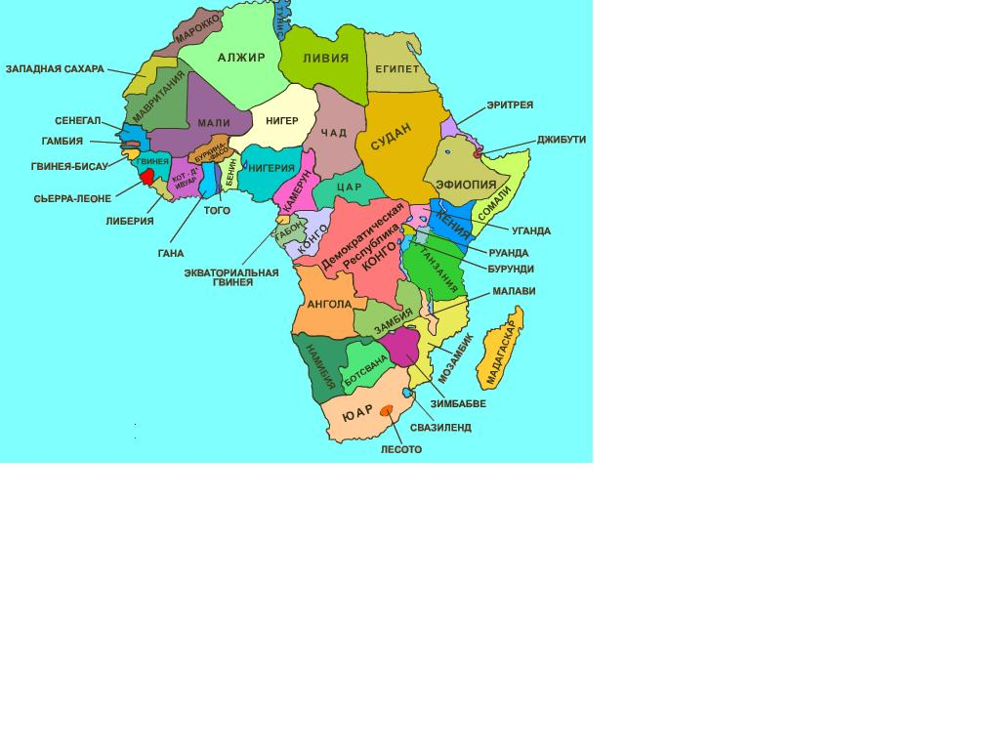 МАРОККО
ТУНИС
АЛЖИР
ЛИВИЯ
ЕГИПЕТ
ЗАПАДНАЯ САХАРА
МАВРИТАНИЯ
МАЛИ
НИГЕР
ЧАД
СУДАН
ЭРИТРЕЯ
ДЖИБУТИ
СЕНЕГАЛ
ГАМБИЯ
ГВИНЕЯ-БИСАУ
ГВИНЕЯ
БУРКИНА-
ФАСО
КОТ - Д'
ИВУАР
БЕНИН
НИГЕРИЯ
КАМЕРУН
ЦАР
ЭФИОПИЯ
СОМАЛИ
СЬЕРРА-ЛЕОНЕ
ЛИБЕРИЯ
ТОГО
ГАНА
ЭКВАТОРИАЛЬНАЯ
ГВИНЕЯ
ГАБОН
КОНГО
Демократическая
Республика
КОНГО
КЕНИЯ
УГАНДА
РУАНДА
БУРУНДИ
ТАНЗАНИЯ
МАЛАВИ
АНГОЛА
ЗАМБИЯ
МОЗАМБИК
МАДАГАСКАР
НАМИБИЯ
БОТСВАНА
ЗИМБАБВЕ
ЮАР
СВАЗИЛЕНД
ЛЕСОТО